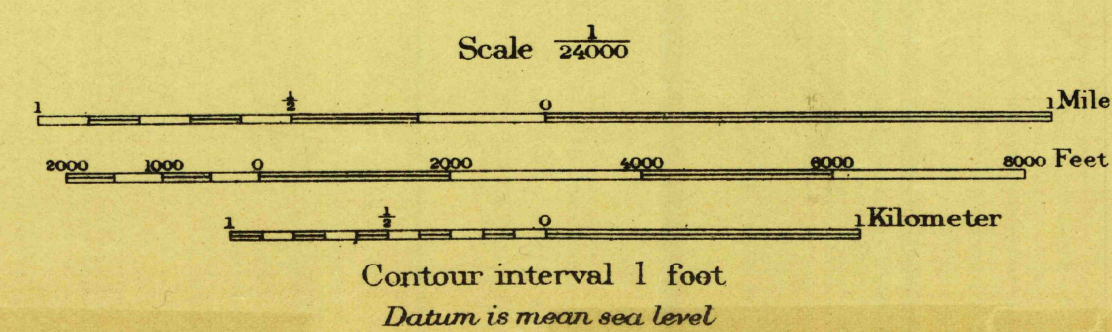 Scale 1/24000
1 ½ 0 1 Mile
2000 1000 0 2000 4000 6000 8000 Feet
1 ½ 0 1 Kilometer
Contour interval 1 foot
Datum is mean sea level